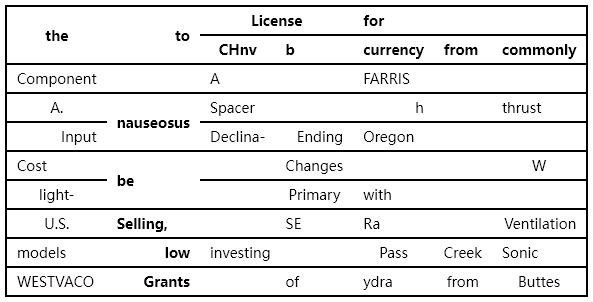 the to License for
CHnv b currency from commonly
Component A FARRIS
A. nauseosus Spacer h thrust
Input Declina- Ending Oregon
Cost be Changes W
light- Primary with
U.S. Selling, SE Ra Ventilation
models low investing Pass Creek Sonic
WESTVACO Grants of ydra from Buttes